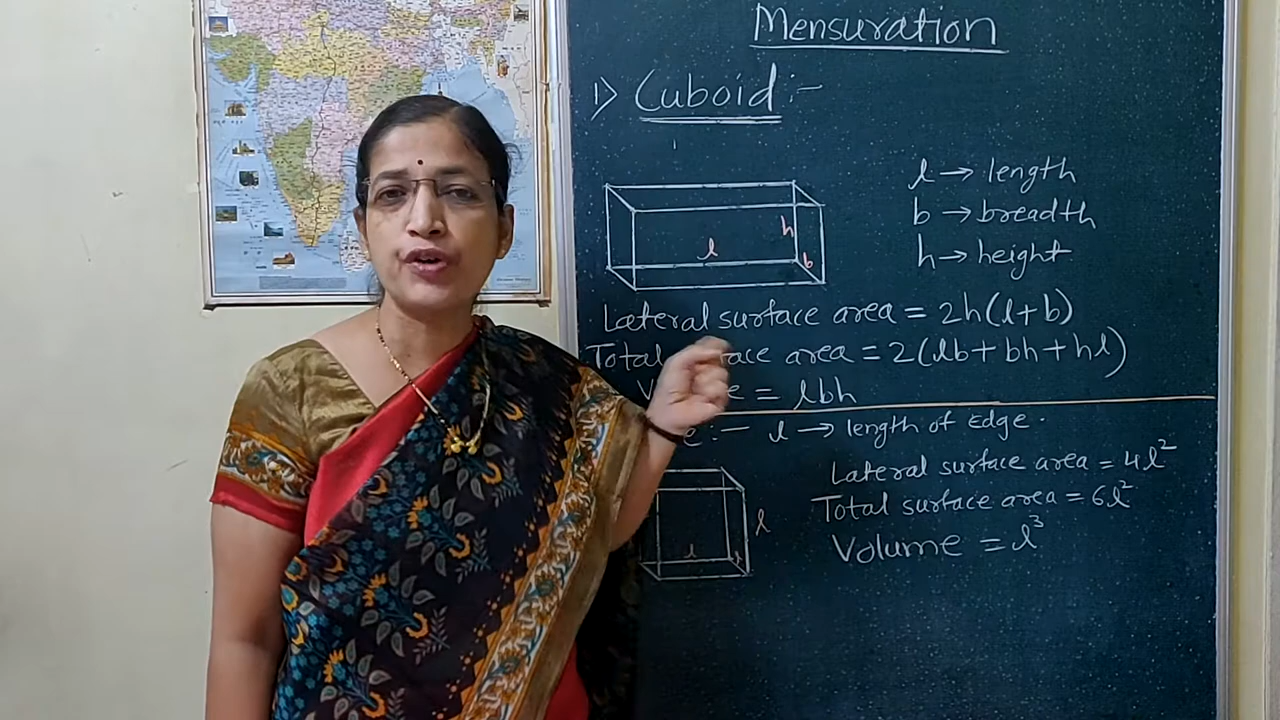 Mensuration
1) Cuboid :-
l → length
b → breadth
h → height
h
l
b
Lateral surface area = 2h(l+b)
Total ace area = 2(lb+bh+hl)
= lbh
:- l → length of Edge.
Lateral surface area = 4l²
Total surface area = 6l²
Volume = l³
l
l